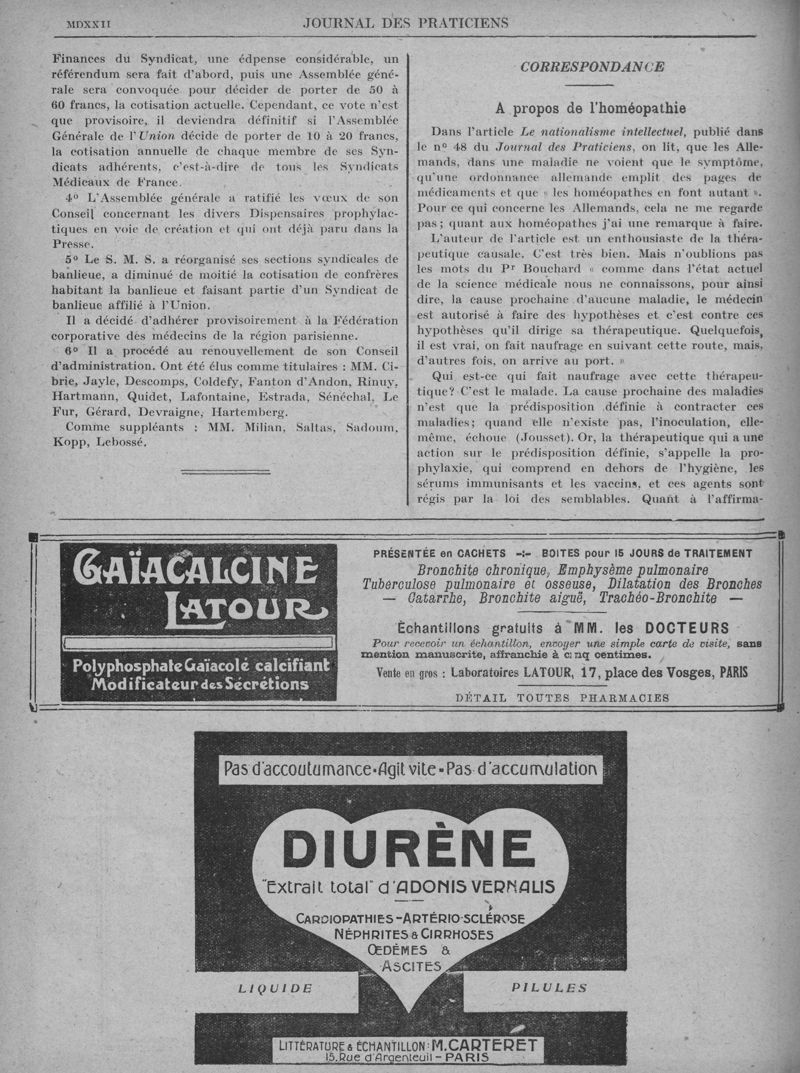 MDXXII
JOURNAL DES PRATICIENS
Finances du Syndicat, une édpense considérable, un
référendum sera fait d'abord, puis une Assemblée géné-
rale sera convoquée pour décider de porter de 50 à
60 francs, la cotisation actuelle. Cependant, ce vote n'est
que provisoire, il deviendra définitif si l'Assemblée
Générale de l'Union décide de porter de 10 à 20 francs,
la cotisation annuelle de chaque membre de ses Syn-
dicats adhérents, c'est-à-dire de tous les Syndicats
Médicaux de France.
4º L'Assemblée générale a ratifié les vœux de son
Conseil concernant les divers Dispensaires prophylac-
tiques en voie de création et qui ont déjà paru dans la
Presse.
5º Le S. M. S. a réorganisé ses sections syndicales de
banlieue, a diminué de moitié la cotisation de confrères
habitant la banlieue et faisant partie d'un Syndicat de
banlieue affilié à l'Union.
Il a décidé d'adhérer provisoirement à la Fédération
corporative des médecins de la région parisienne.
6º Il a procédé au renouvellement de son Conseil
d'administration. Ont été élus comme titulaires : MM. Ci-
brie, Jayle, Descomps, Coldefy, Fanton d'Andon, Rinuy,
Hartmann, Quidet, Lafontaine, Estrada, Sénéchal, Le
Fur, Gérard, Devraigne, Hartemberg.
Comme suppléants : MM. Milian, Saltas, Sadoum,
Kopp, Lebossé.
CORRESPONDANCE
A propos de l'homéopathie
Dans l'article Le nationalisme intellectuel, publié dans
le nº 48 du Journal des Praticiens, on lit, que les Alle-
mands, dans une maladie ne voient que le symptôme,
qu'une ordonnance allemande emplit des pages de
médicaments et que « les homéopathes en font autant ».
Pour ce qui concerne les Allemands, cela ne me regarde
pas ; quant aux homéopathes j'ai une remarque à faire.
L'auteur de l'article est un enthousiaste de la théra-
peutique causale. C'est très bien. Mais n'oublions pas
les mots du Pr Bouchard « comme dans l'état actuel
de la science médicale nous ne connaissons, pour ainsi
dire, la cause prochaine d'aucune maladie, le médecin
est autorisé à faire des hypothèses et c'est contre ces
hypothèses qu'il dirige sa thérapeutique. Quelquefois,
il est vrai, on fait naufrage en suivant cette route, mais,
d'autres fois, on arrive au port. »
Qui est-ce qui fait naufrage avec cette thérapeu-
tique? C'est le malade. La cause prochaine des maladies
n'est que la prédisposition définie à contracter ces
maladies; quand elle n'existe pas, l'inoculation, elle-
même, échoue (Jousset). Or, la thérapeutique qui a une
action sur le prédisposition définie, s'appelle la pro-
phylaxie, qui comprend en dehors de l'hygiène, les
sérums immunisants et les vaccins, et ces agents sont
régis par la loi des semblables. Quant à l'affirma-
GAÏACALCINE
LATOUR
Polyphosphate Gaïacolé calcifiant
Modificateur des Sécrétions
PRÉSENTÉE en CACHETS -:- BOITES pour 15 JOURS de TRAITEMENT
Bronchite chronique, Emphysème pulmonaire
Tuberculose pulmonaire et osseuse, Dilatation des Bronches
— Catarrhe, Bronchite aiguë, Trachéo-Bronchite —
Échantillons gratuits à MM. les DOCTEURS
Pour recevoir un échantillon, envoyer une simple carte de visite, sans
mention manuscrite, affranchie à cinq centimes.
Vente en gros : Laboratoires LATOUR, 17, place des Vosges, PARIS
DÉTAIL TOUTES PHARMACIES
Pas d'accoutumance • Agit vite • Pas d'accumulation
DIURÈNE
"Extrait total" d'ADONIS VERNALIS
CARDIOPATHIES - ARTÉRIO-SCLÉROSE
NÉPHRITES & CIRRHOSES
ŒDÈMES &
ASCITES
LIQUIDE
PILULES
LITTÉRATURE & ÉCHANTILLON : M. CARTERET
15, Rue d'Argenteuil - PARIS